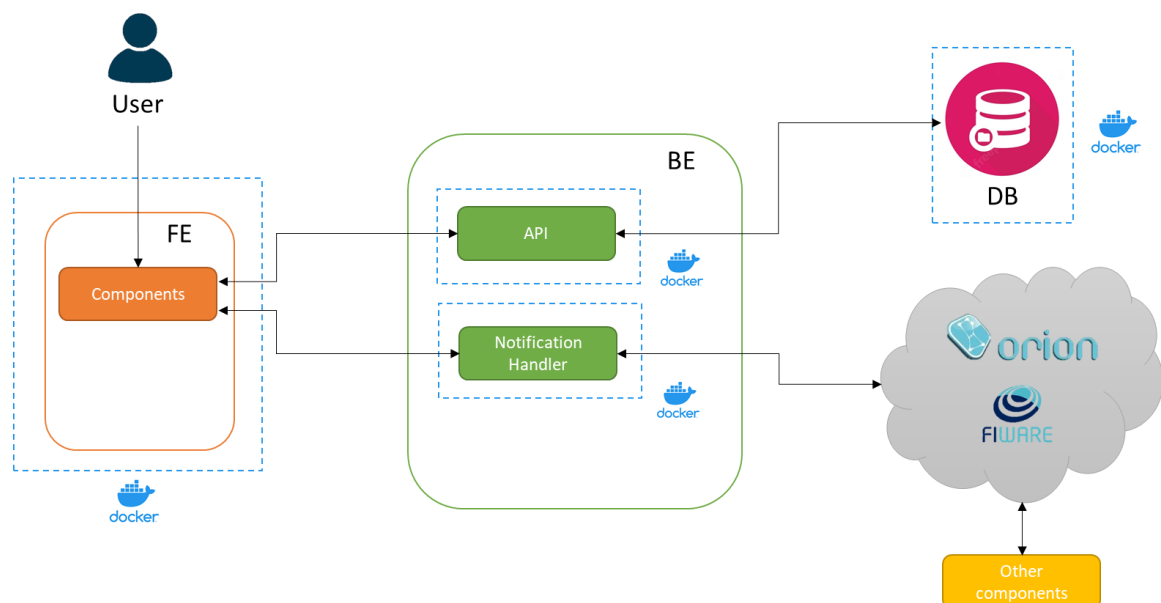 User
FE
Components
docker
BE
API
docker
Notification
Handler
docker
DB
docker
orion
FIWARE
Other
components